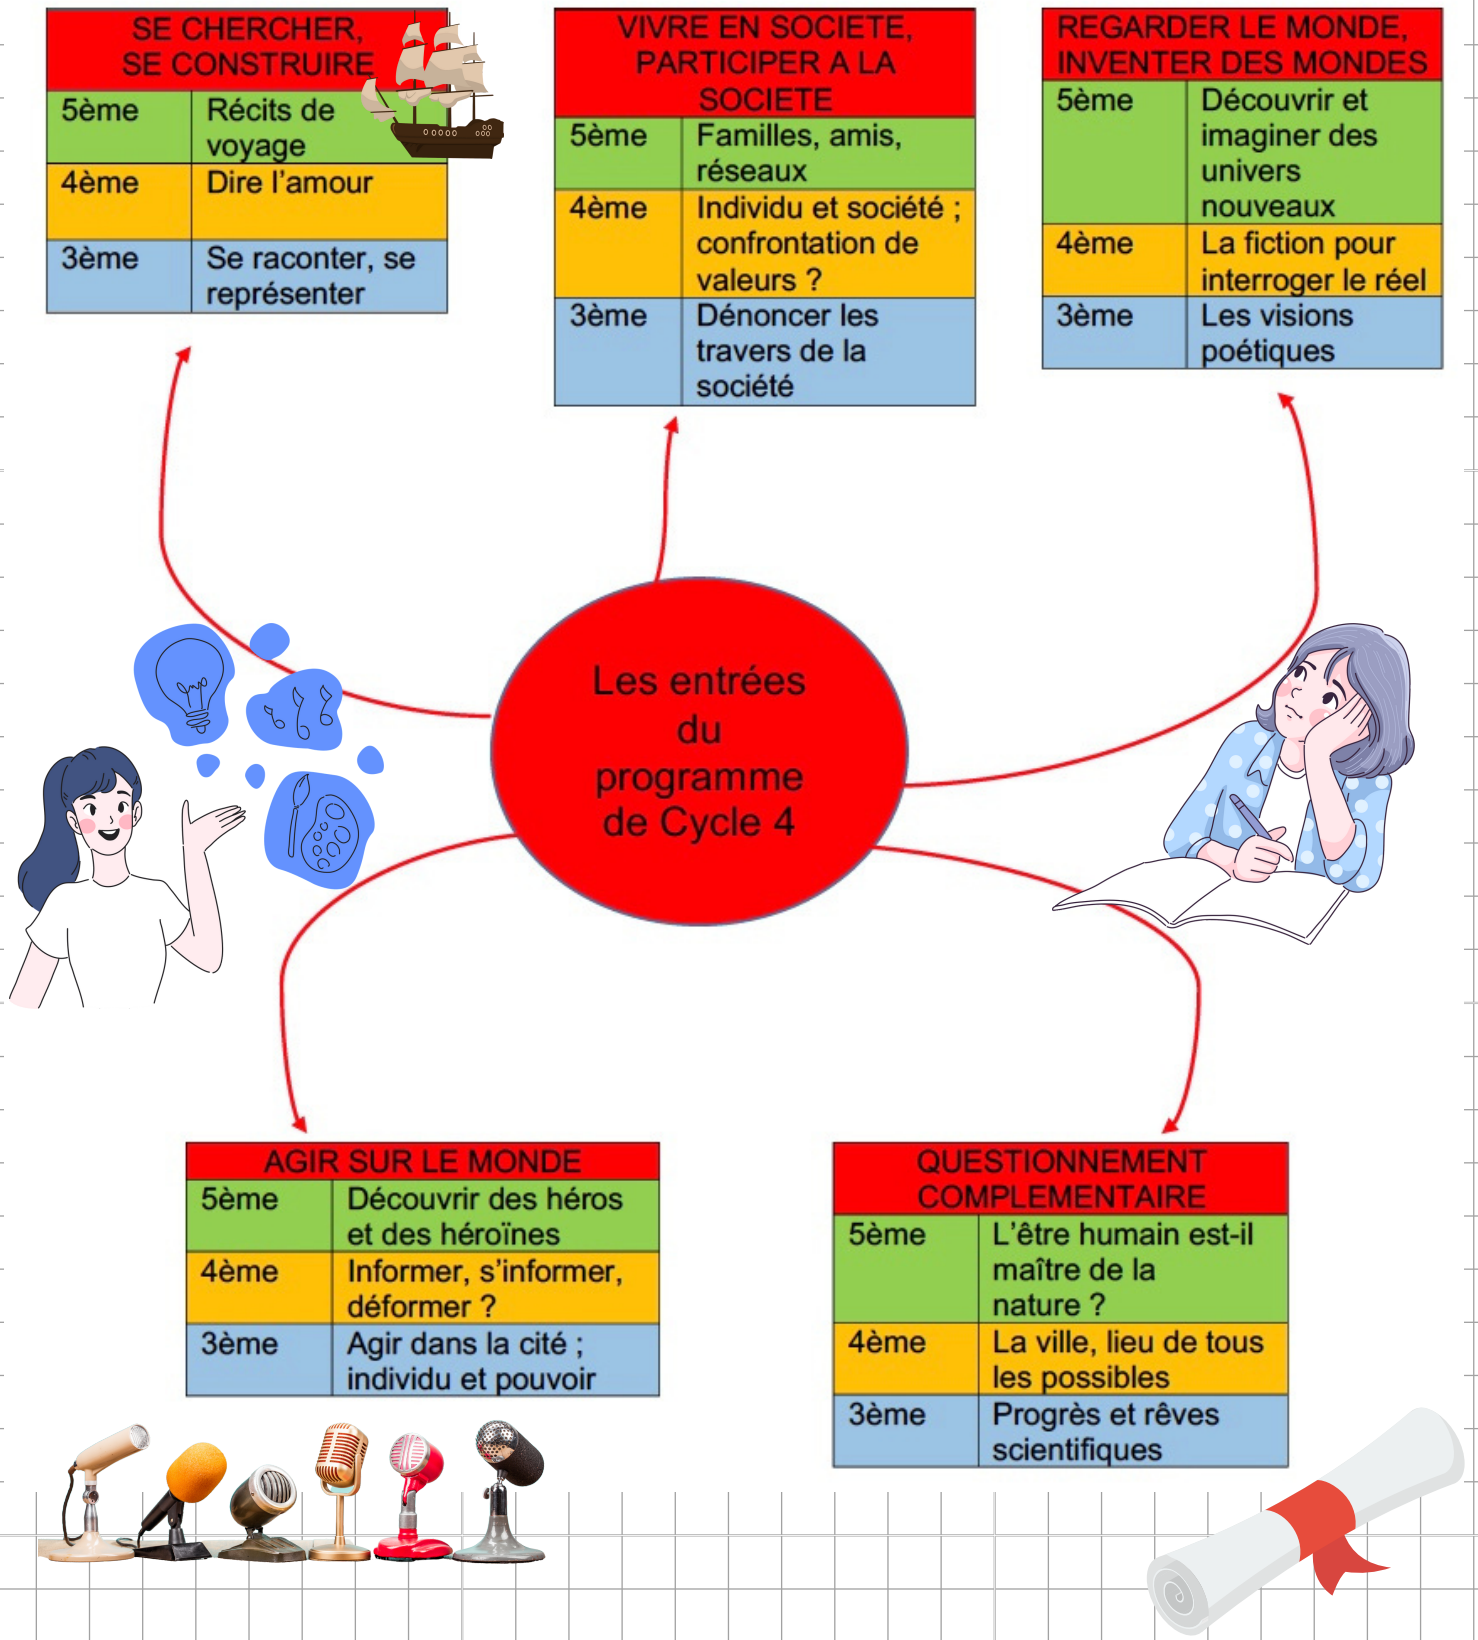 SE CHERCHER,
SE CONSTRUIRE
5ème Récits de
voyage
4ème Dire l’amour
3ème Se raconter, se
représenter
VIVRE EN SOCIETE,
PARTICIPER A LA
SOCIETE
5ème Familles, amis,
réseaux
4ème Individu et société ;
confrontation de
valeurs ?
3ème Dénoncer les
travers de la
société
REGARDER LE MONDE,
INVENTER DES MONDES
5ème Découvrir et
imaginer des
univers
nouveaux
4ème La fiction pour
interroger le réel
3ème Les visions
poétiques
Les entrées
du
programme
de Cycle 4
AGIR SUR LE MONDE
5ème Découvrir des héros
et des héroïnes
4ème Informer, s’informer,
déformer ?
3ème Agir dans la cité ;
individu et pouvoir
QUESTIONNEMENT
COMPLEMENTAIRE
5ème L’être humain est-il
maître de la
nature ?
4ème La ville, lieu de tous
les possibles
3ème Progrès et rêves
scientifiques